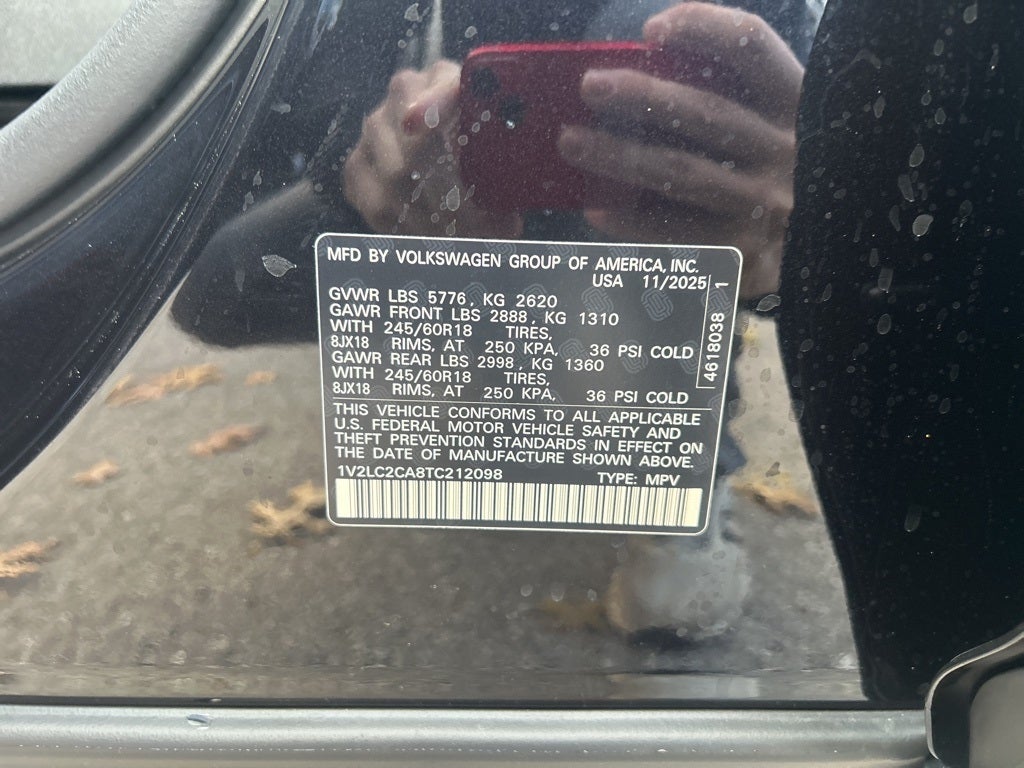 MFD BY VOLKSWAGEN GROUP OF AMERICA, INC.
USA 11/2025
GVWR LBS 5776, KG 2620
GAWR FRONT LBS 2888, KG 1310
WITH 245/60R18 TIRES,
8JX18 RIMS, AT 250 KPA, 36 PSI COLD
GAWR REAR LBS 2998, KG 1360
WITH 245/60R18 TIRES,
8JX18 RIMS, AT 250 KPA, 36 PSI COLD
4618038 1
THIS VEHICLE CONFORMS TO ALL APPLICABLE
U.S. FEDERAL MOTOR VEHICLE SAFETY AND
THEFT PREVENTION STANDARDS IN EFFECT ON
THE DATE OF MANUFACTURE SHOWN ABOVE.
1V2LC2CA8TC212098 TYPE: MPV